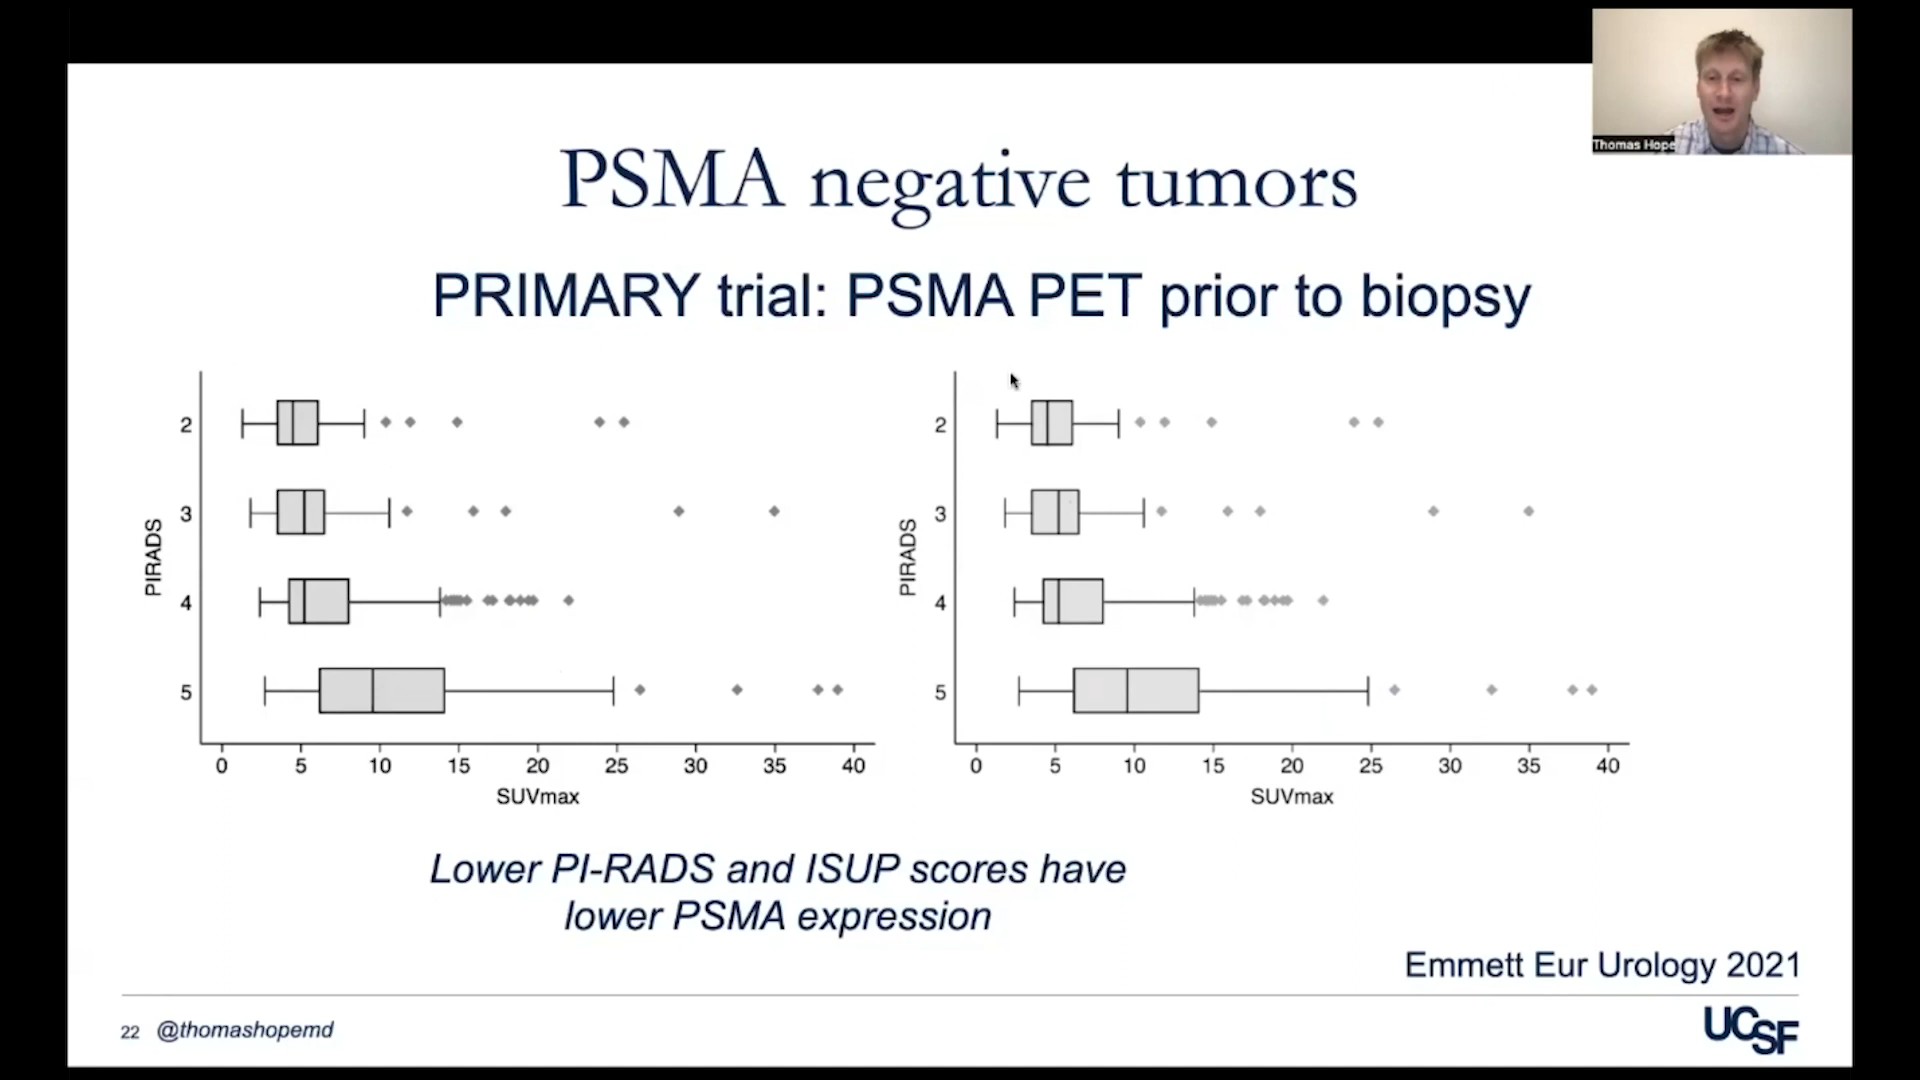 Thomas Hope
PSMA negative tumors
PRIMARY trial: PSMA PET prior to biopsy
PIRADS
2
3
4
5
0 5 10 15 20 25 30 35 40
SUVmax
PIRADS
2
3
4
5
0 5 10 15 20 25 30 35 40
SUVmax
Lower PI-RADS and ISUP scores have
lower PSMA expression
Emmett Eur Urology 2021
22 @thomashopemd
UCSF